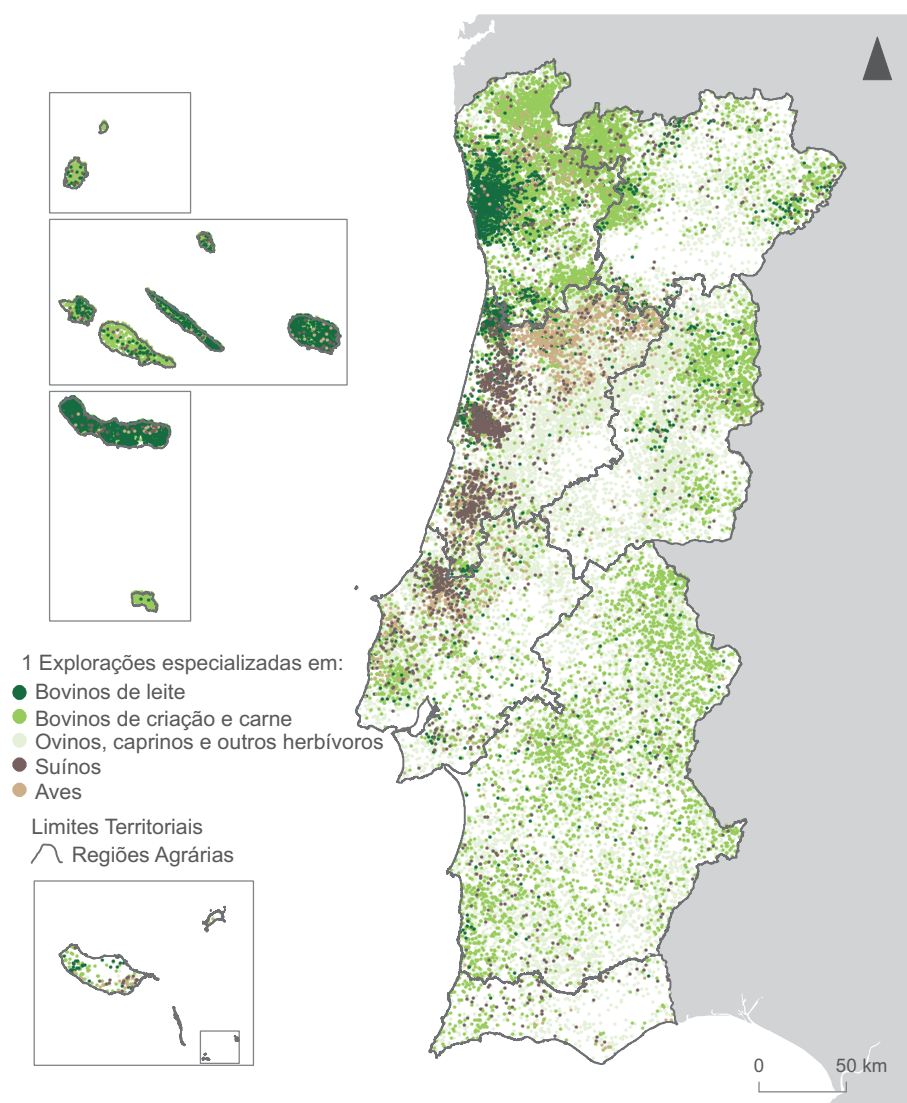 1 Explorações especializadas em:
Bovinos de leite
Bovinos de criação e carne
Ovinos, caprinos e outros herbívoros
Suínos
Aves
Limites Territoriais
Regiões Agrárias
0 50 km